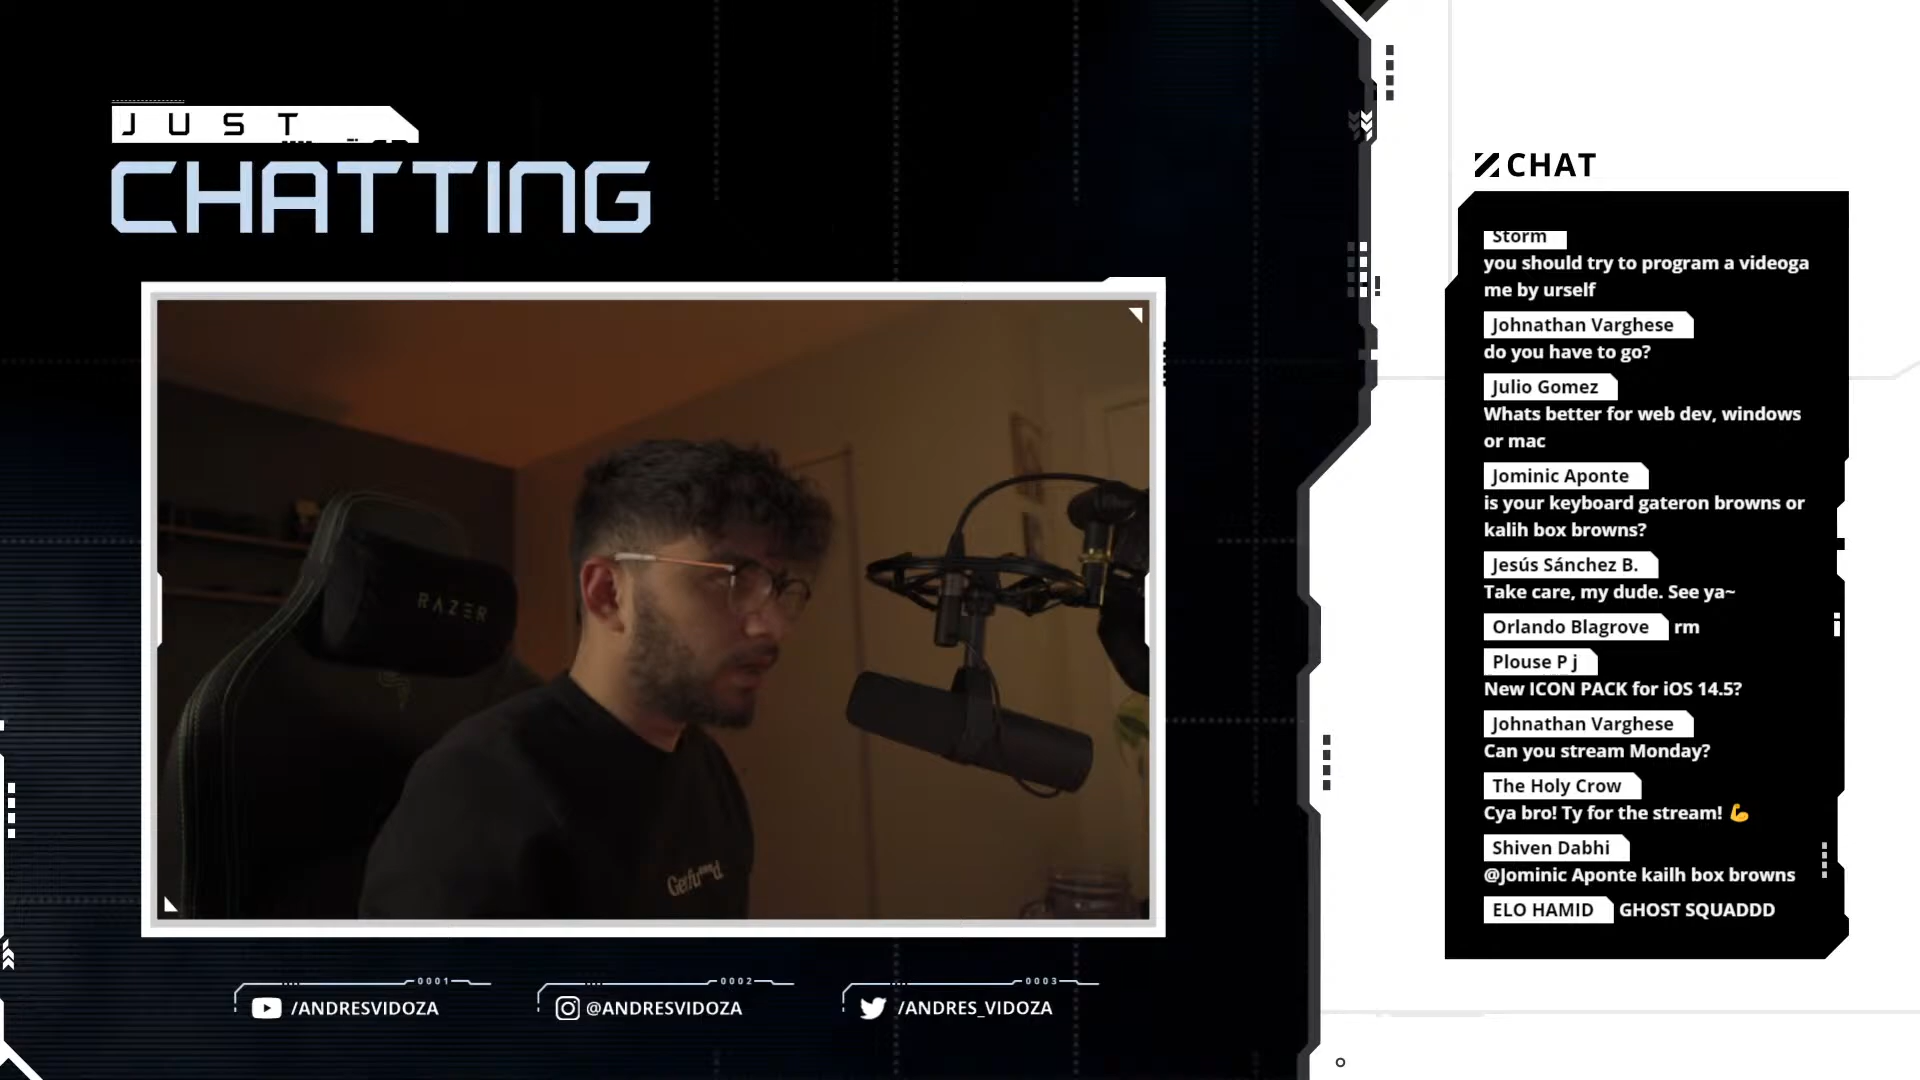 JUST
CHATTING
CHAT
Storm
you should try to program a videoga
me by urself
Johnathan Varghese
do you have to go?
Julio Gomez
Whats better for web dev, windows
or mac
Jominic Aponte
is your keyboard gateron browns or
kalih box browns?
Jesús Sánchez B.
Take care, my dude. See ya~
Orlando Blagrove rm
Plouse P j
New ICON PACK for iOS 14.5?
Johnathan Varghese
Can you stream Monday?
The Holy Crow
Cya bro! Ty for the stream! 💪
Shiven Dabhi
@Jominic Aponte kailh box browns
ELO HAMID GHOST SQUADDD
RAZER
0001
/ANDRESVIDOZA
0002
@ANDRESVIDOZA
0003
/ANDRES_VIDOZA